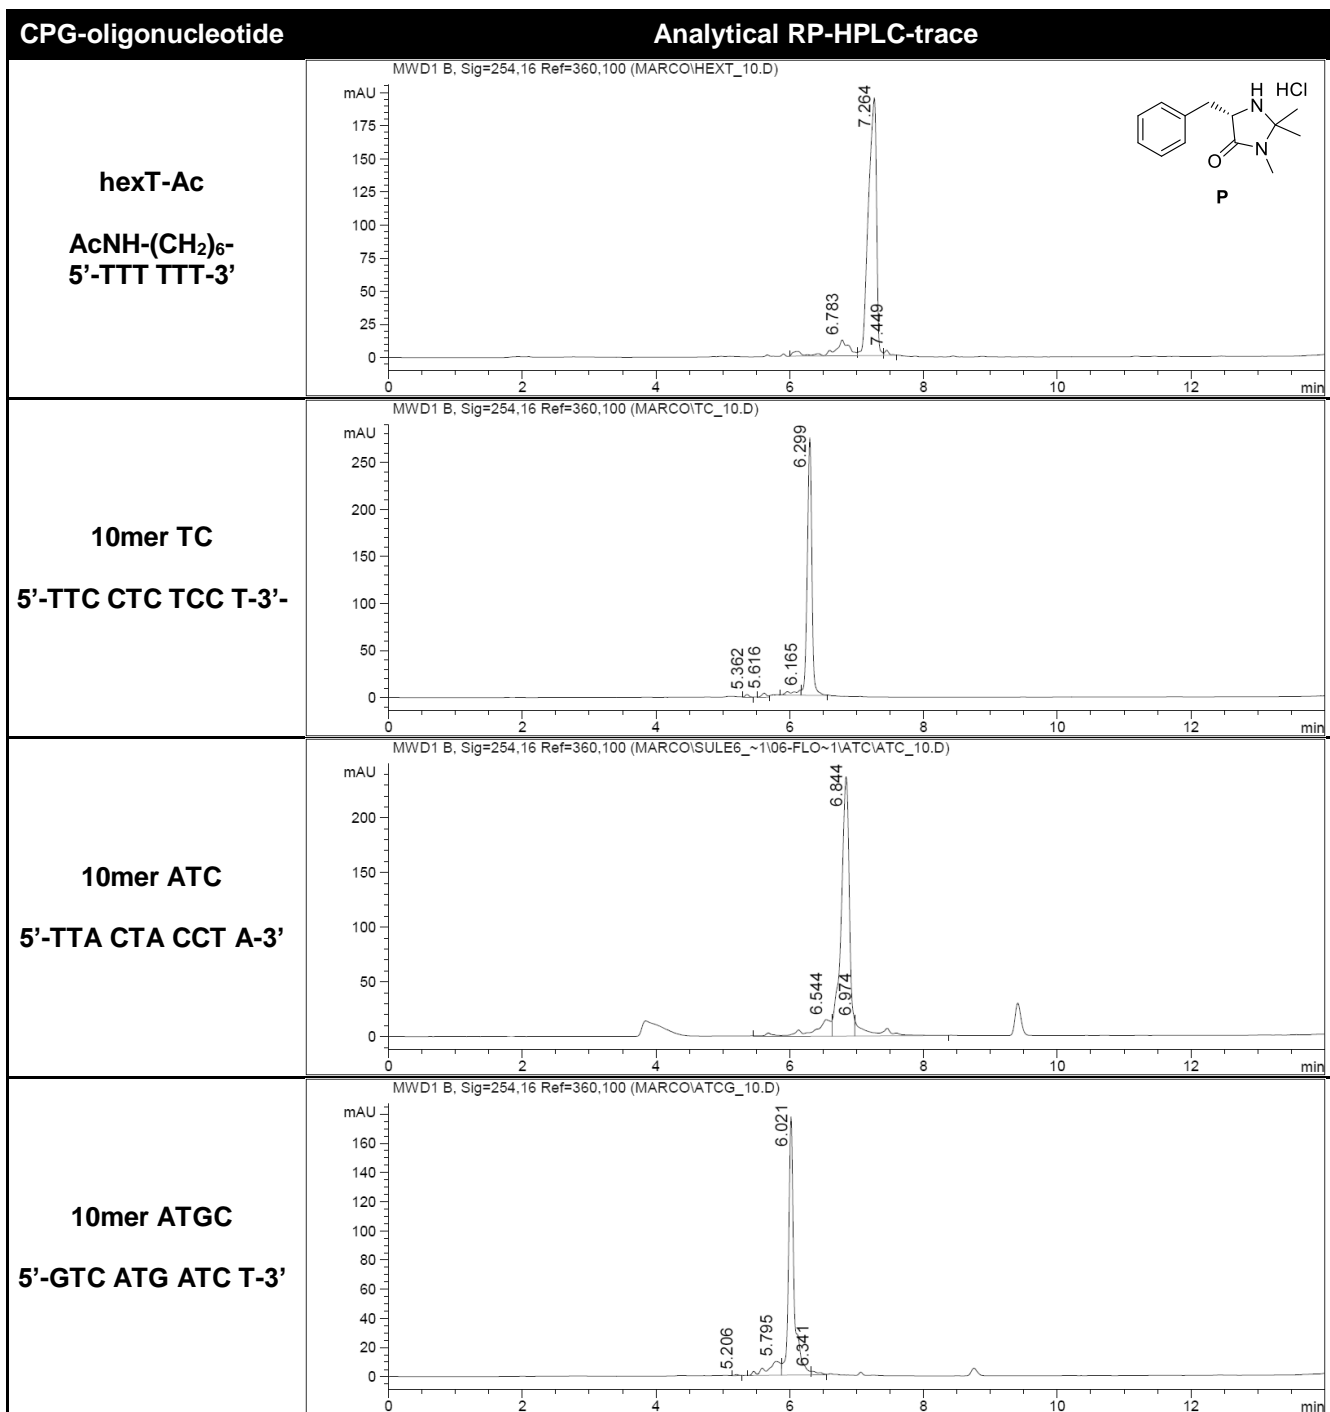 CPG-oligonucleotide
Analytical RP-HPLC-trace
hexT-Ac
AcNH-(CH₂)₆-
5’-TTT TTT-3’
MWD1 B, Sig=254,16 Ref=360,100 (MARCO\HEXT_10.D)
mAU
175
150
125
100
75
50
25
0
6.783
7.264
7.449
0 2 4 6 8 10 12 min
H HCl
N
O
N
P
10mer TC
5’-TTC CTC TCC T-3’-
MWD1 B, Sig=254,16 Ref=360,100 (MARCO\TC_10.D)
mAU
250
200
150
100
50
0
5.362
5.616
6.165
6.299
0 2 4 6 8 10 12 min
10mer ATC
5’-TTA CTA CCT A-3’
MWD1 B, Sig=254,16 Ref=360,100 (MARCO\SULE6_~1\06-FLO~1\ATC\ATC_10.D)
mAU
200
150
100
50
0
6.544
6.844
6.974
0 2 4 6 8 10 12 min
10mer ATGC
5’-GTC ATG ATC T-3’
MWD1 B, Sig=254,16 Ref=360,100 (MARCO\ATCG_10.D)
mAU
160
140
120
100
80
60
40
20
0
5.206
5.795
6.021
6.341
0 2 4 6 8 10 12 min